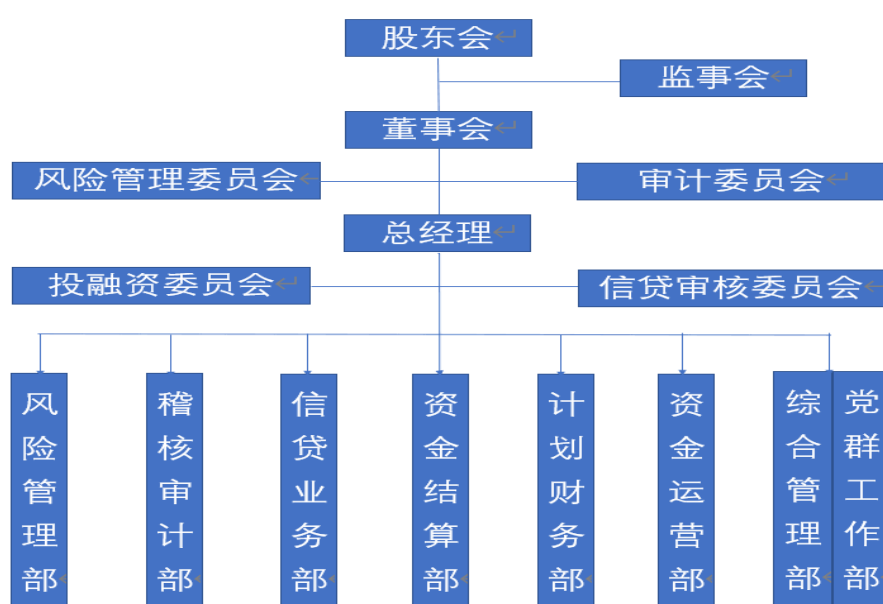 股东会
监事会
董事会
风险管理委员会
审计委员会
总经理
投融资委员会
信贷审核委员会
风险管理部
稽核审计部
信贷业务部
资金结算部
计划财务部
资金运营部
综合管理部
党群工作部